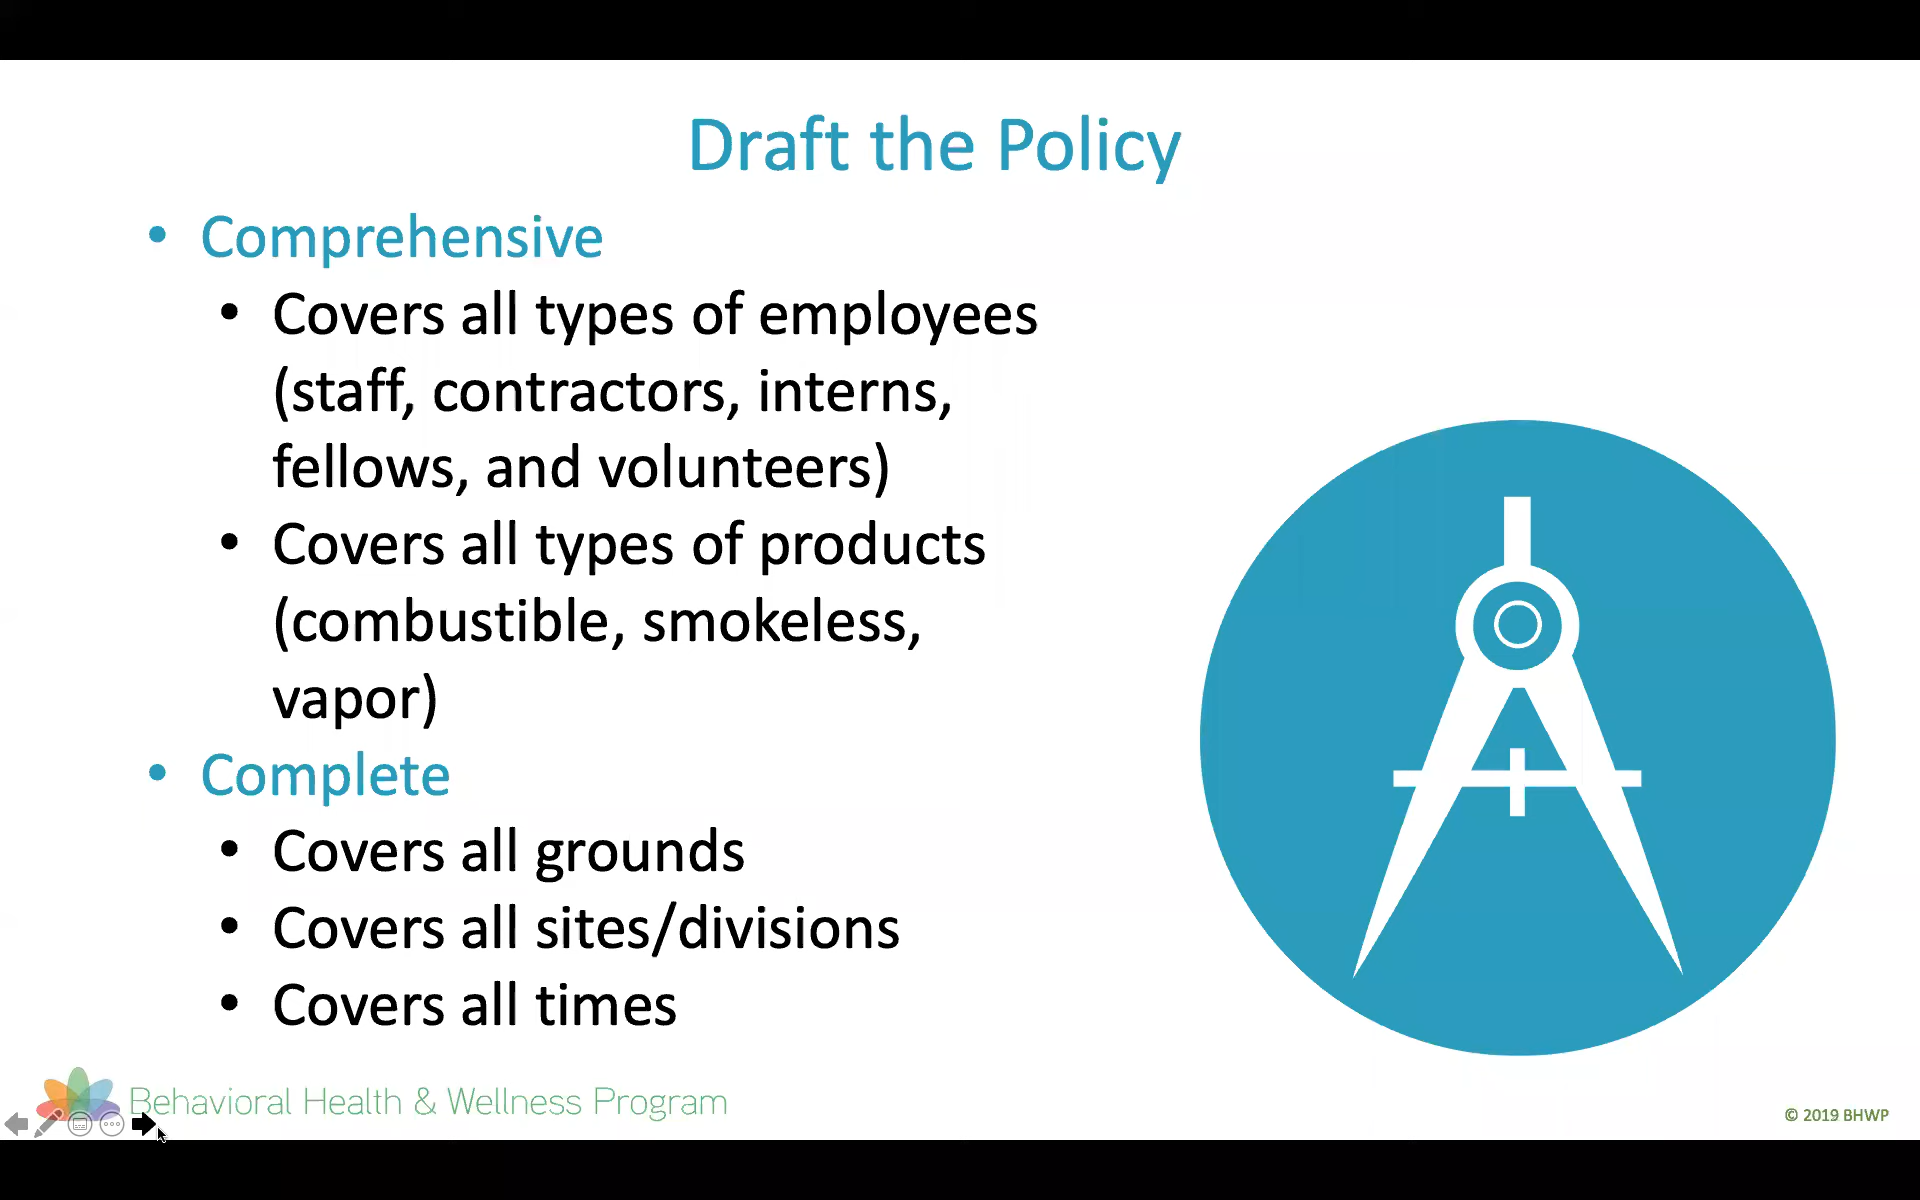 Draft the Policy
• Comprehensive
• Covers all types of employees
(staff, contractors, interns,
fellows, and volunteers)
• Covers all types of products
(combustible, smokeless,
vapor)
• Complete
• Covers all grounds
• Covers all sites/divisions
• Covers all times
Behavioral Health & Wellness Program
© 2019 BHWP